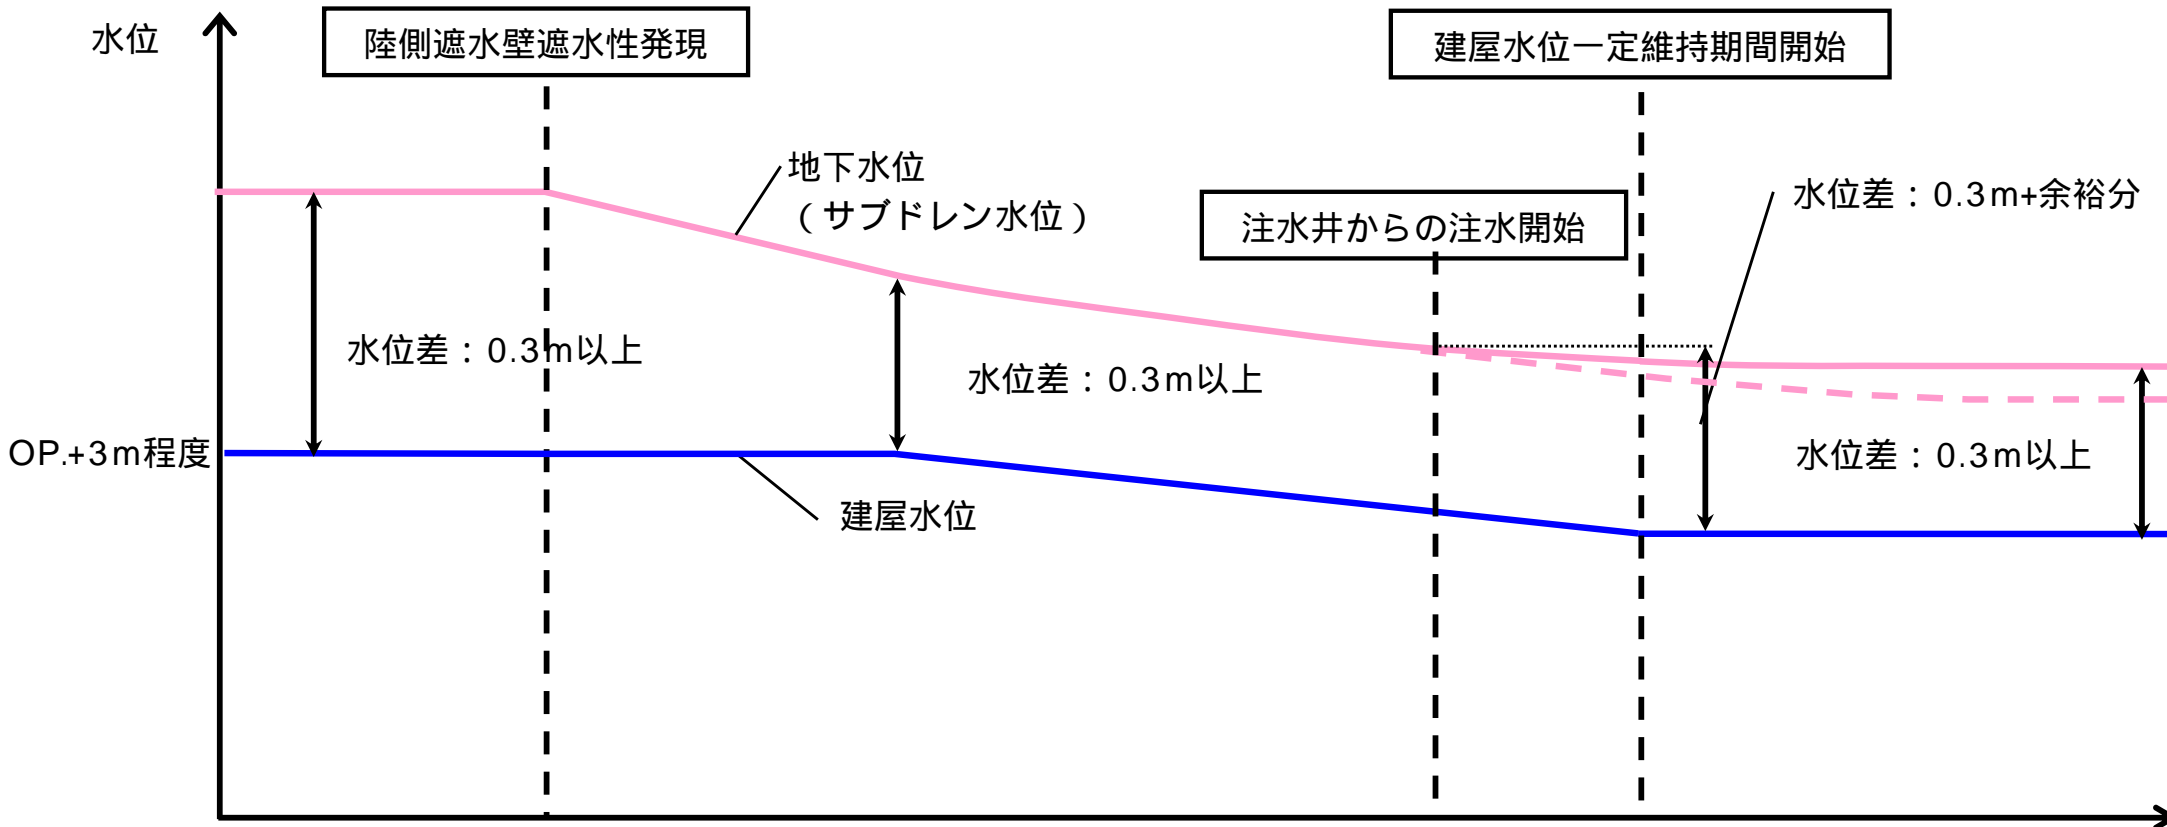 水位
陸側遮水壁遮水性発現
建屋水位一定維持期間開始
地下水位
(サブドレン水位)
水位差：0.3m+余裕分
注水井からの注水開始
水位差：0.3m以上
水位差：0.3m以上
OP.+3m程度
水位差：0.3m以上
建屋水位